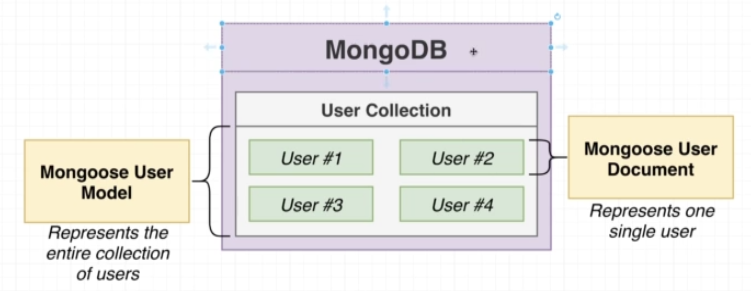 MongoDB
User Collection
User #1
User #2
User #3
User #4
Mongoose User
Model
Represents the
entire collection
of users
Mongoose User
Document
Represents one
single user